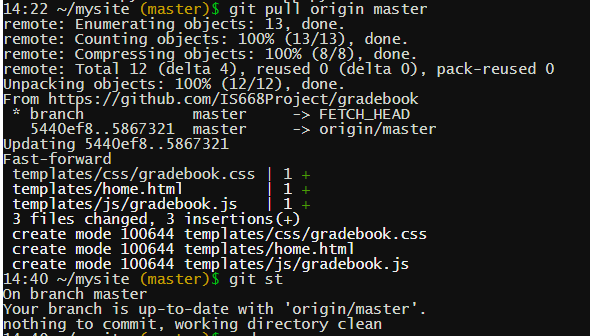 14:22 ~/mysite (master)$ git pull origin master
remote: Enumerating objects: 13, done.
remote: Counting objects: 100% (13/13), done.
remote: Compressing objects: 100% (8/8), done.
remote: Total 12 (delta 4), reused 0 (delta 0), pack-reused 0
Unpacking objects: 100% (12/12), done.
From https://github.com/IS668Project/gradebook
 * branch            master     -> FETCH_HEAD
   5440ef8..5867321  master     -> origin/master
Updating 5440ef8..5867321
Fast-forward
 templates/css/gradebook.css | 1 +
 templates/home.html         | 1 +
 templates/js/gradebook.js   | 1 +
 3 files changed, 3 insertions(+)
 create mode 100644 templates/css/gradebook.css
 create mode 100644 templates/home.html
 create mode 100644 templates/js/gradebook.js
14:40 ~/mysite (master)$ git st
On branch master
Your branch is up-to-date with 'origin/master'.
nothing to commit, working directory clean